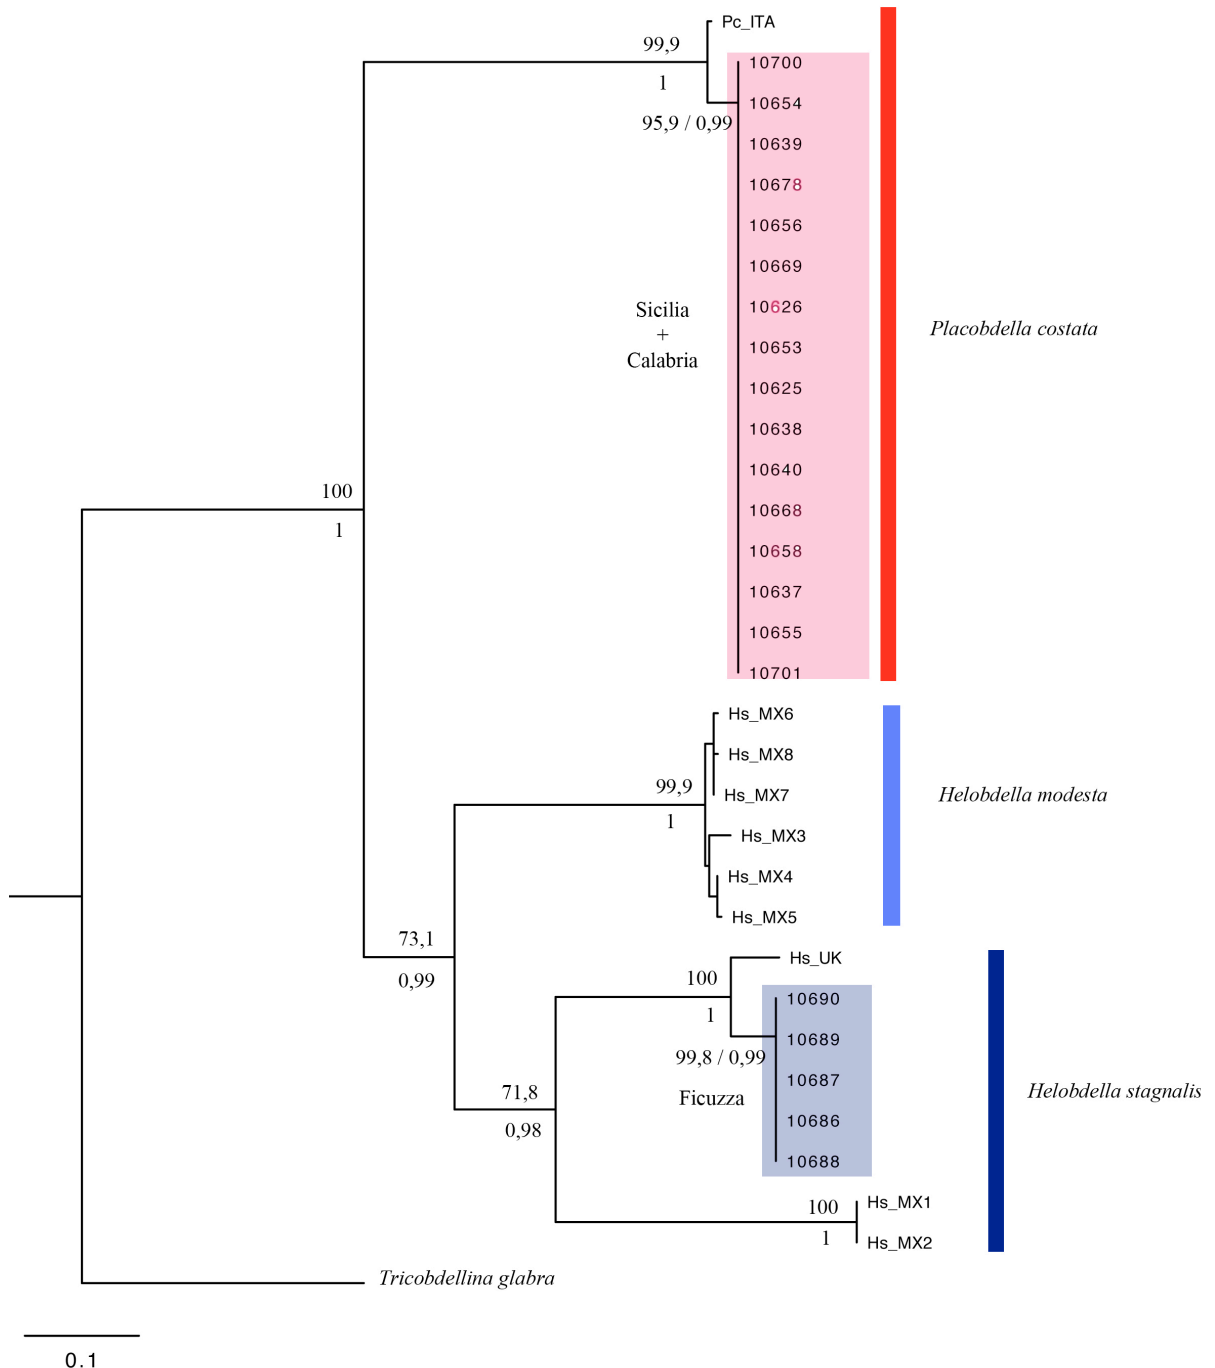 Pc_ITA
99,9
1
10700
10654
95,9 / 0,99
10639
10678
10656
10669
10626
Sicilia
+
Calabria
Placobdella costata
10653
10625
10638
10640
100
1
10668
10658
10637
10655
10701
Hs_MX6
Hs_MX8
99,9
1
Hs_MX7
Helobdella modesta
Hs_MX3
Hs_MX4
Hs_MX5
73,1
0,99
Hs_UK
100
1
10690
10689
99,8 / 0,99
10687
Ficuzza
71,8
0,98
Helobdella stagnalis
10686
10688
100
1
Hs_MX1
Hs_MX2
Tricobdellina glabra
0.1